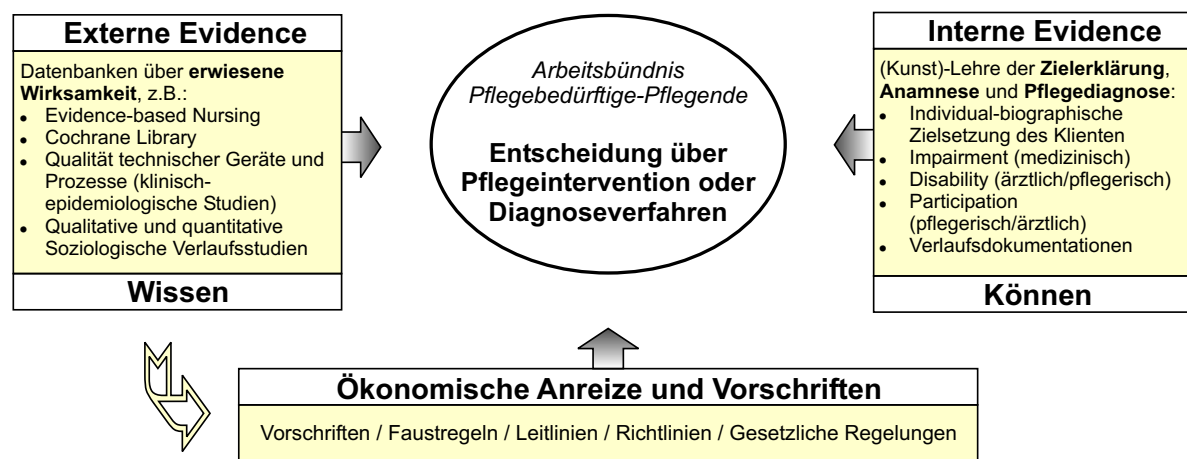 Externe Evidence
Datenbanken über erwiesene
Wirksamkeit, z.B.:
• Evidence-based Nursing
• Cochrane Library
• Qualität technischer Geräte und
Prozesse (klinisch-
epidemiologische Studien)
• Qualitative und quantitative
Soziologische Verlaufsstudien
Wissen
Arbeitsbündnis
Pflegebedürftige-Pflegende
Entscheidung über
Pflegeintervention oder
Diagnoseverfahren
Interne Evidence
(Kunst)-Lehre der Zielerklärung,
Anamnese und Pflegediagnose:
• Individual-biographische
Zielsetzung des Klienten
• Impairment (medizinisch)
• Disability (ärztlich/pflegerisch)
• Participation
(pflegerisch/ärztlich)
• Verlaufsdokumentationen
Können
Ökonomische Anreize und Vorschriften
Vorschriften / Faustregeln / Leitlinien / Richtlinien / Gesetzliche Regelungen